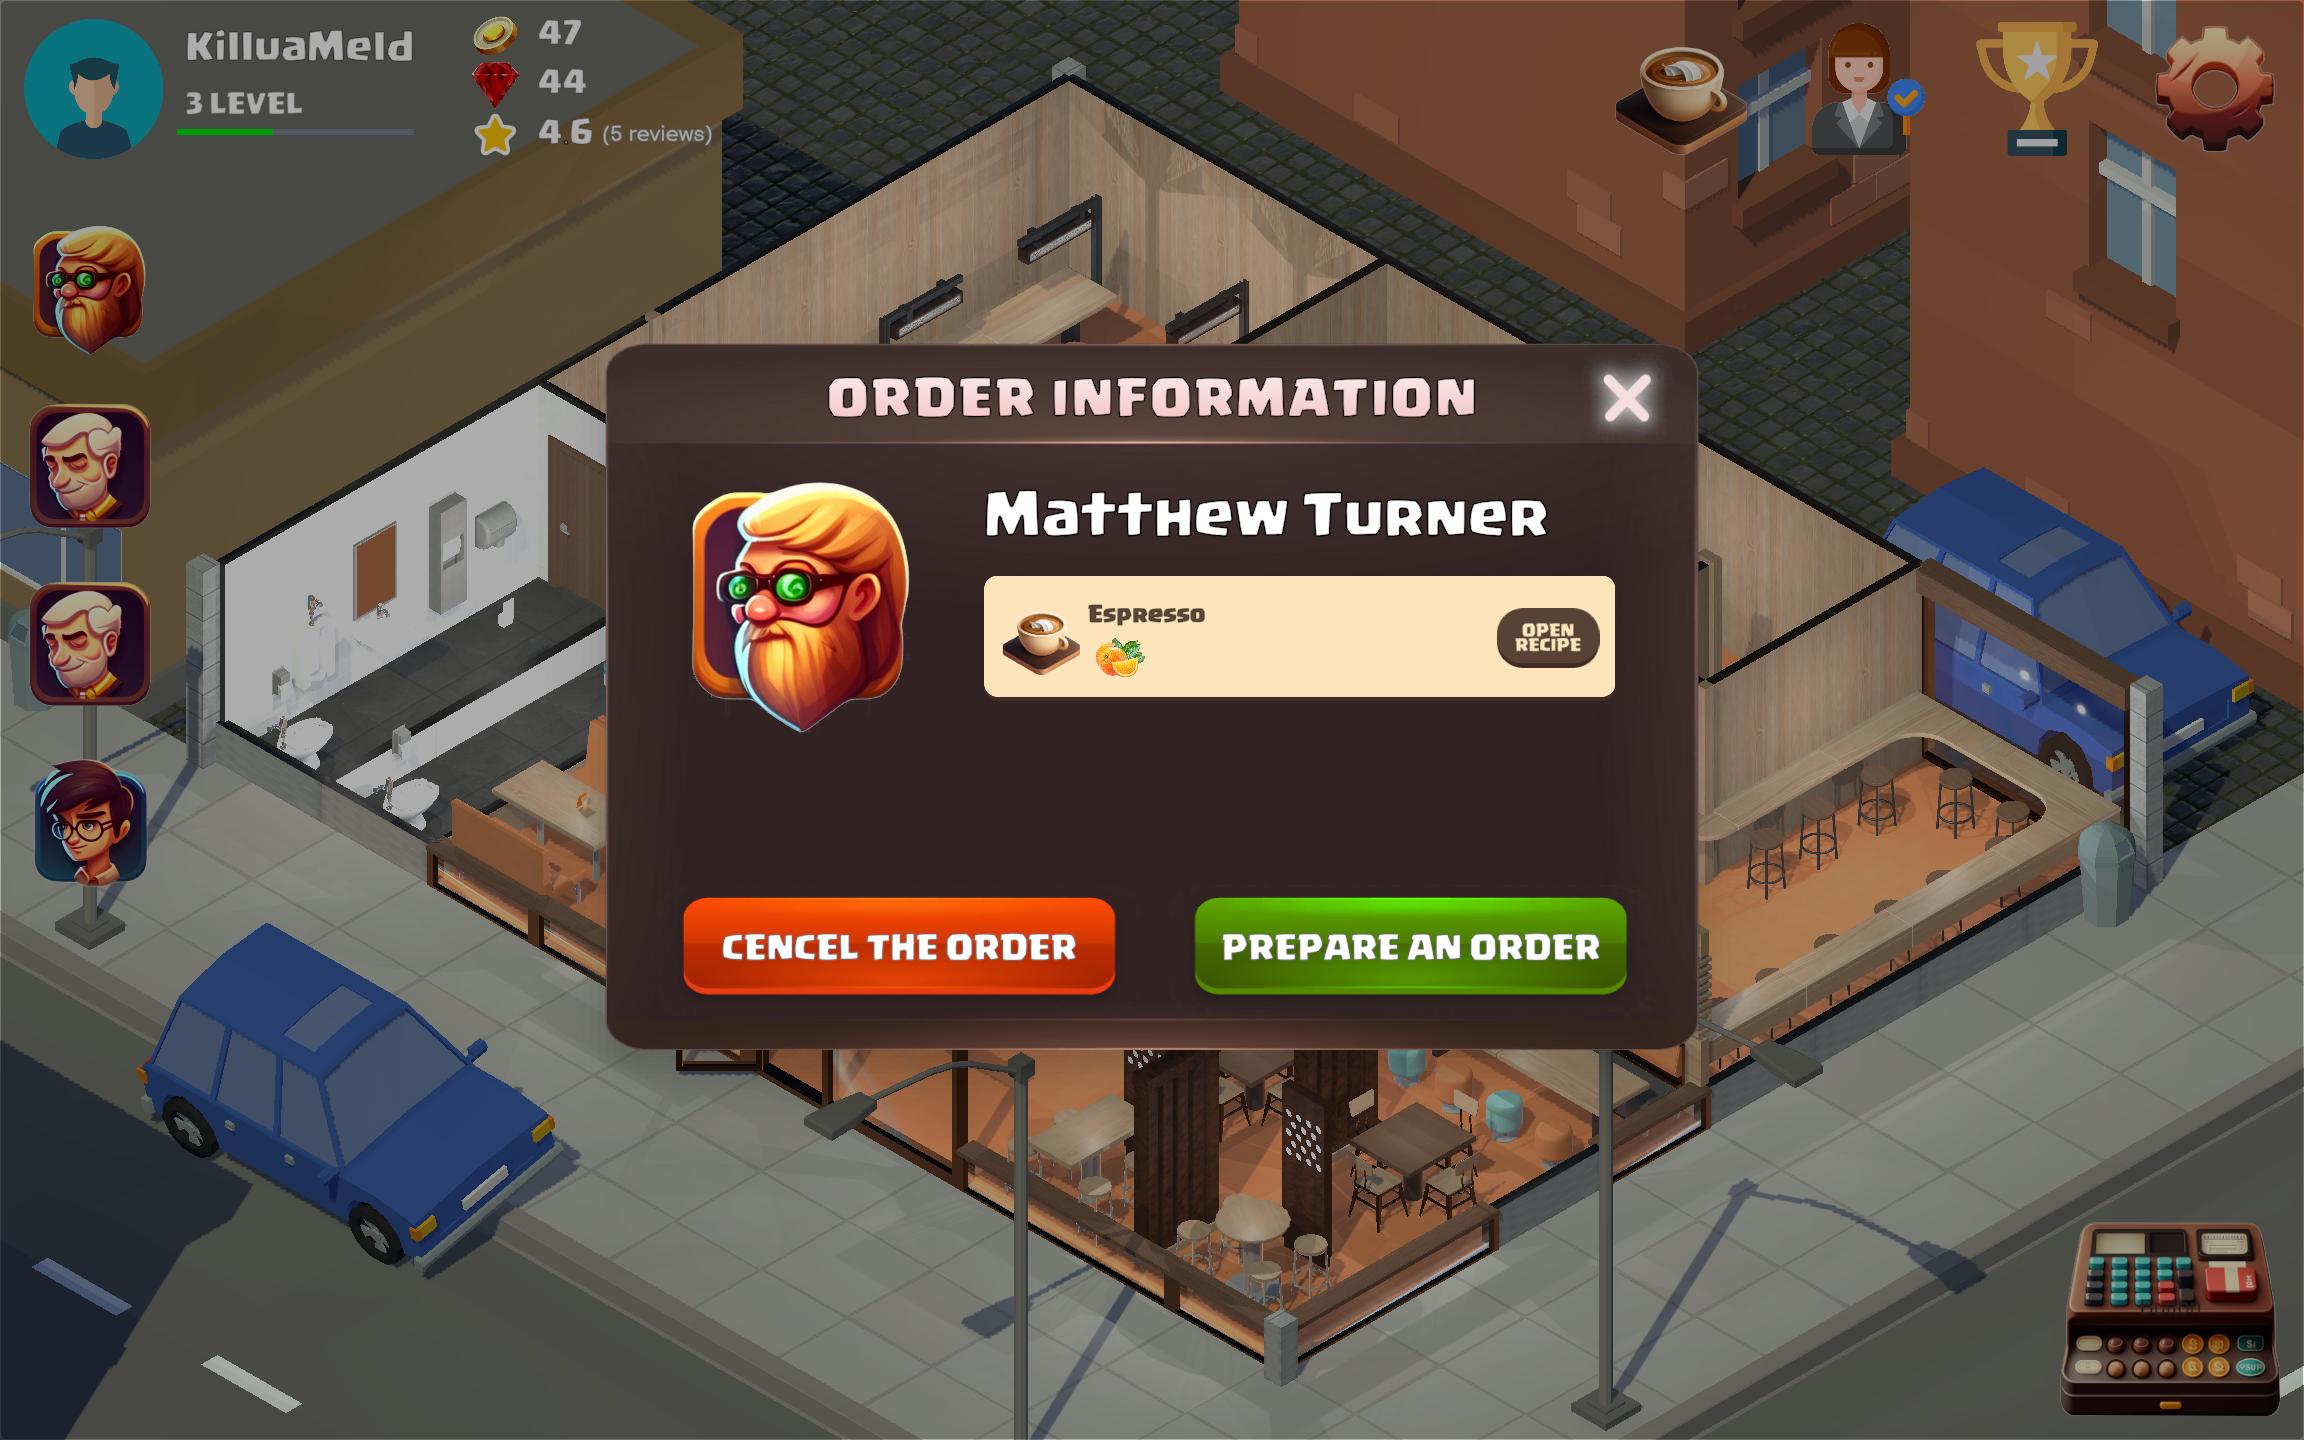 KilluaMeld
3 LEVEL
47
44
4.6 (5 reviews)
ORDER INFORMATION
Matthew Turner
Espresso
OPEN
RECIPE
CENCEL THE ORDER
PREPARE AN ORDER